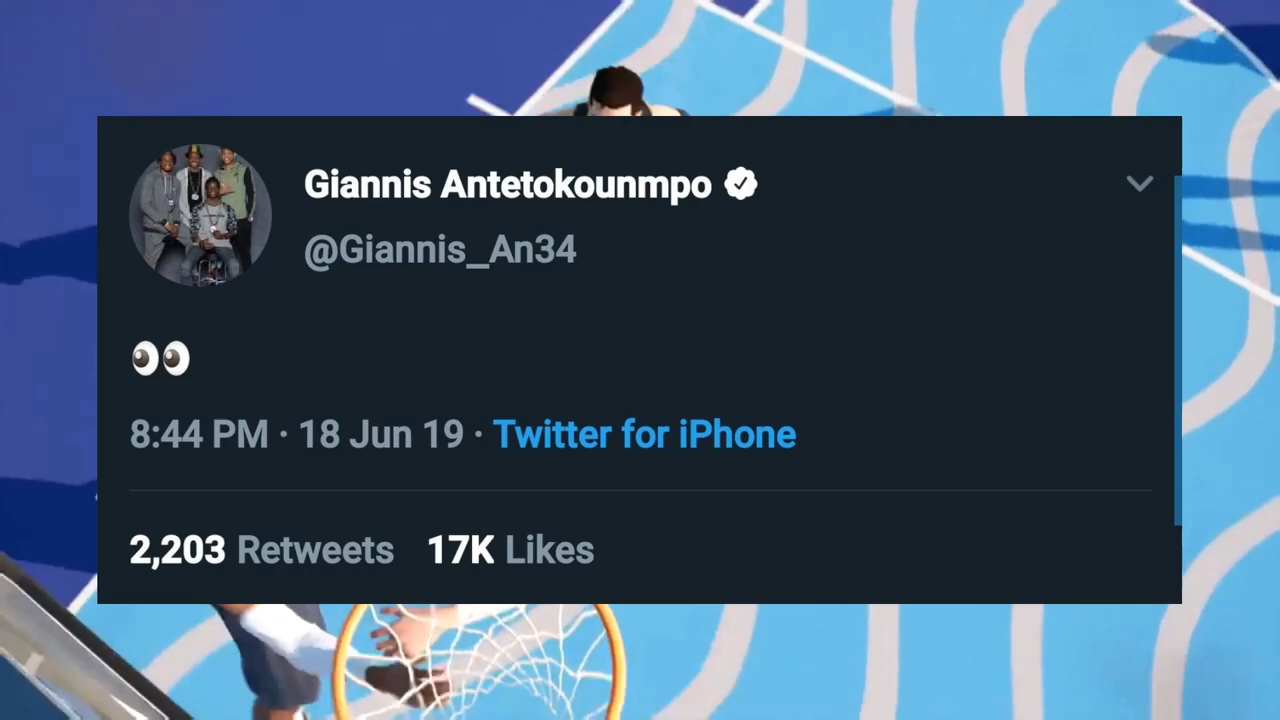 Giannis Antetokounmpo
@Giannis_An34
👀
8:44 PM · 18 Jun 19 · Twitter for iPhone
2,203 Retweets 17K Likes